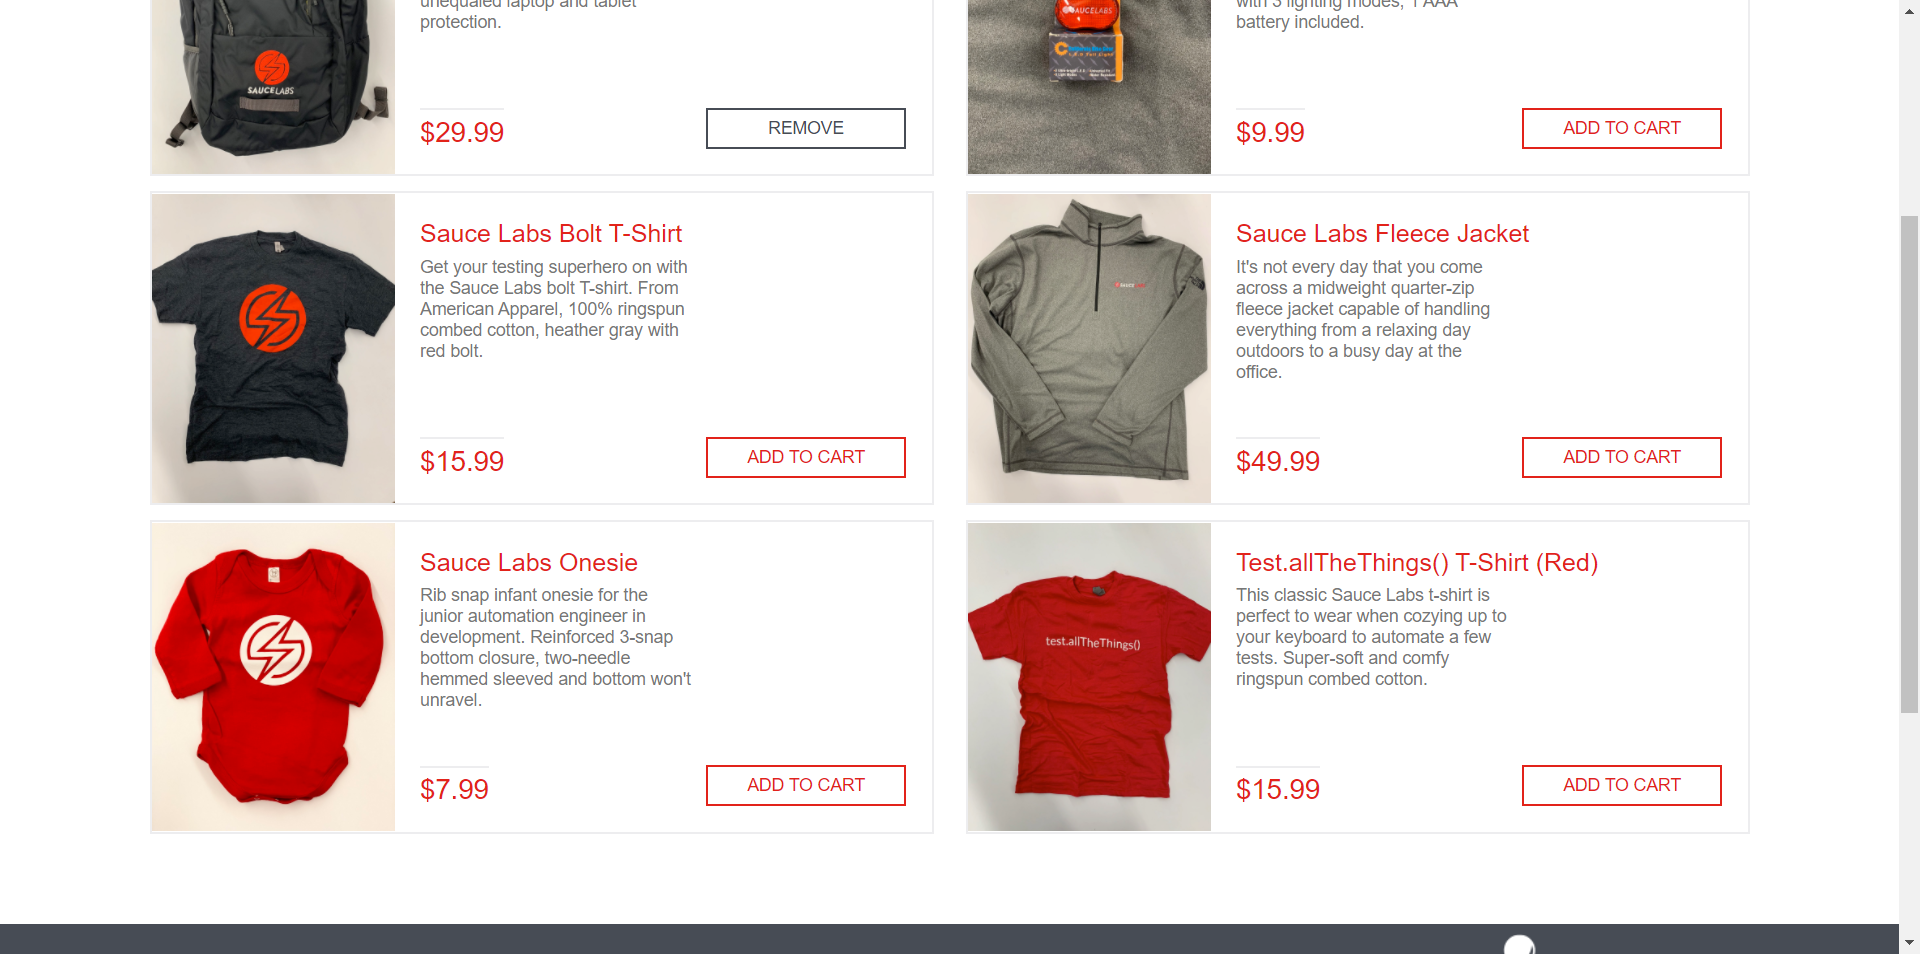 unequaled laptop and tablet
protection.
SAUCELABS
$29.99
REMOVE
with 3 lighting modes, 1 AAA
battery included.
SAUCELABS
$9.99
ADD TO CART
Sauce Labs Bolt T-Shirt
Get your testing superhero on with
the Sauce Labs bolt T-shirt. From
American Apparel, 100% ringspun
combed cotton, heather gray with
red bolt.
$15.99
ADD TO CART
Sauce Labs Fleece Jacket
It's not every day that you come
across a midweight quarter-zip
fleece jacket capable of handling
everything from a relaxing day
outdoors to a busy day at the
office.
$49.99
ADD TO CART
Sauce Labs Onesie
Rib snap infant onesie for the
junior automation engineer in
development. Reinforced 3-snap
bottom closure, two-needle
hemmed sleeved and bottom won't
unravel.
$7.99
ADD TO CART
Test.allTheThings() T-Shirt (Red)
This classic Sauce Labs t-shirt is
perfect to wear when cozying up to
your keyboard to automate a few
tests. Super-soft and comfy
ringspun combed cotton.
test.allTheThings()
$15.99
ADD TO CART